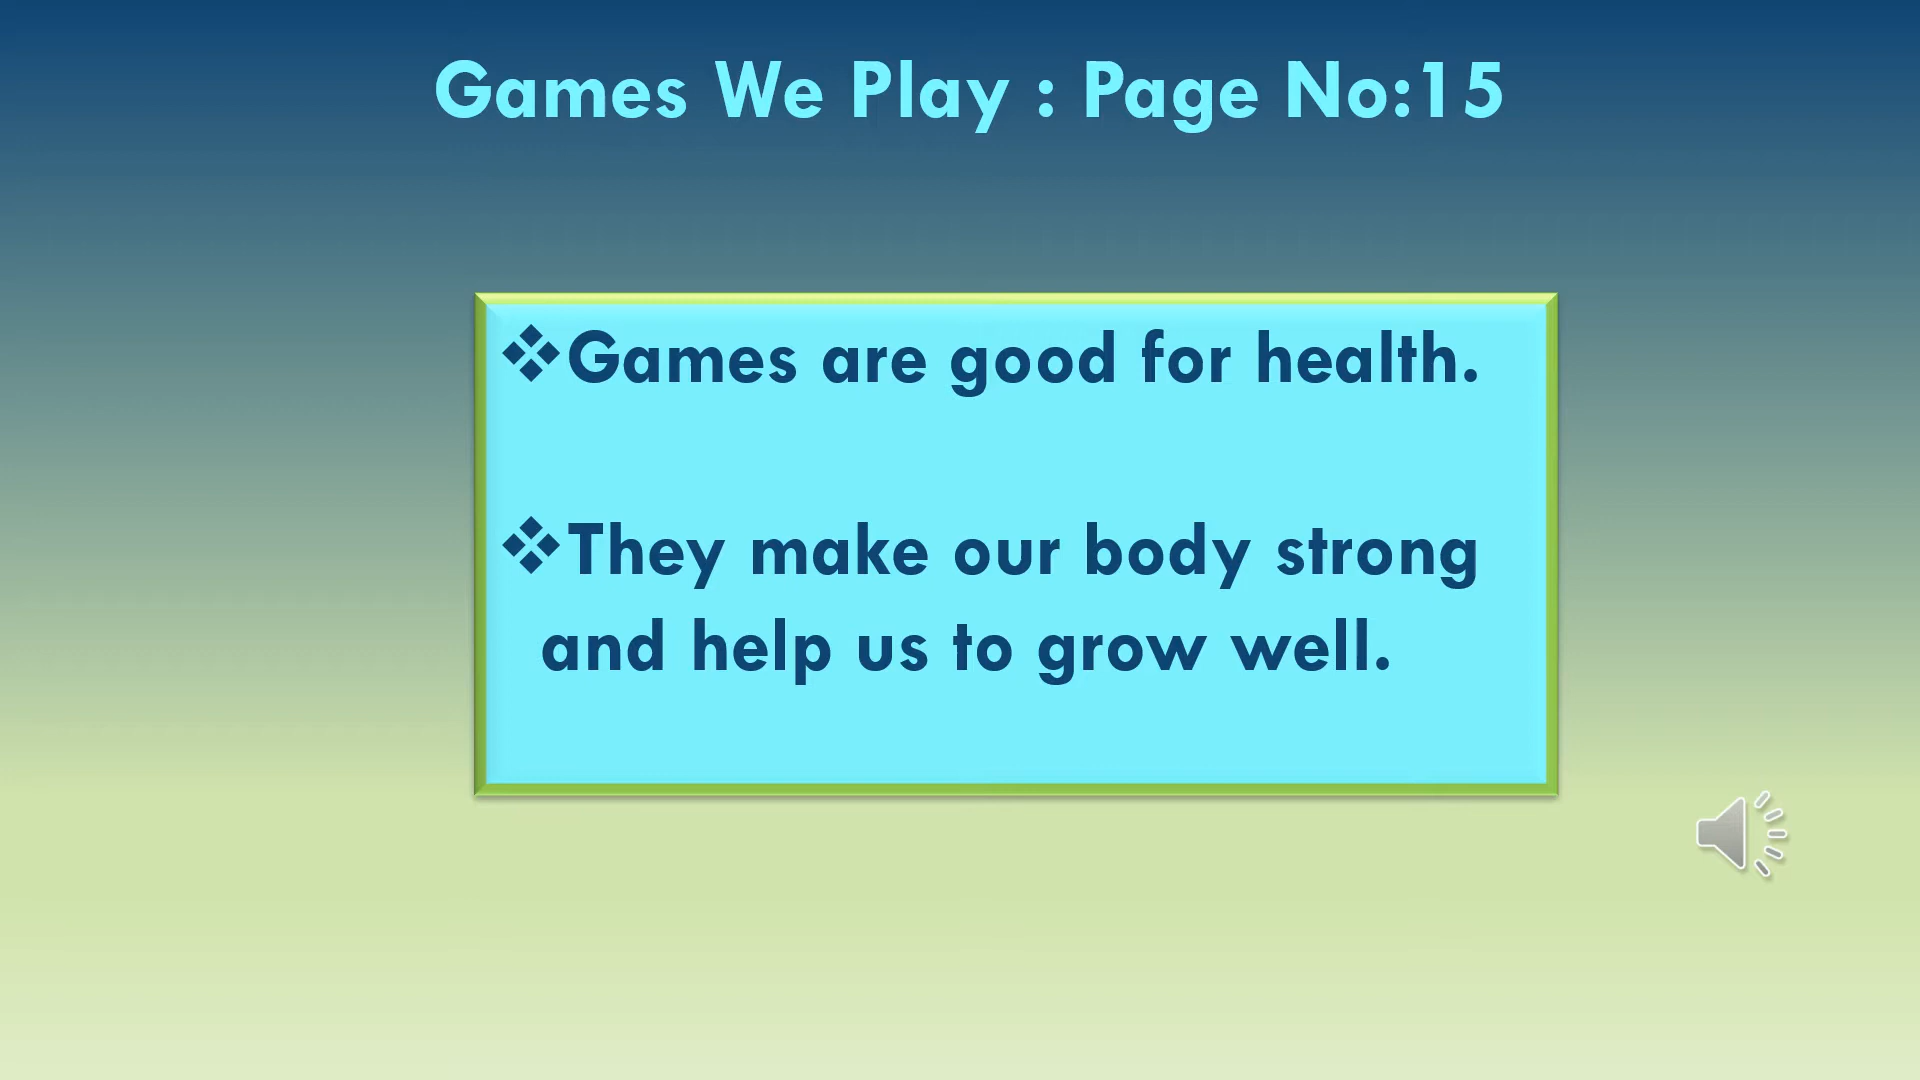 Games We Play : Page No:15
❖Games are good for health.
❖They make our body strong
and help us to grow well.